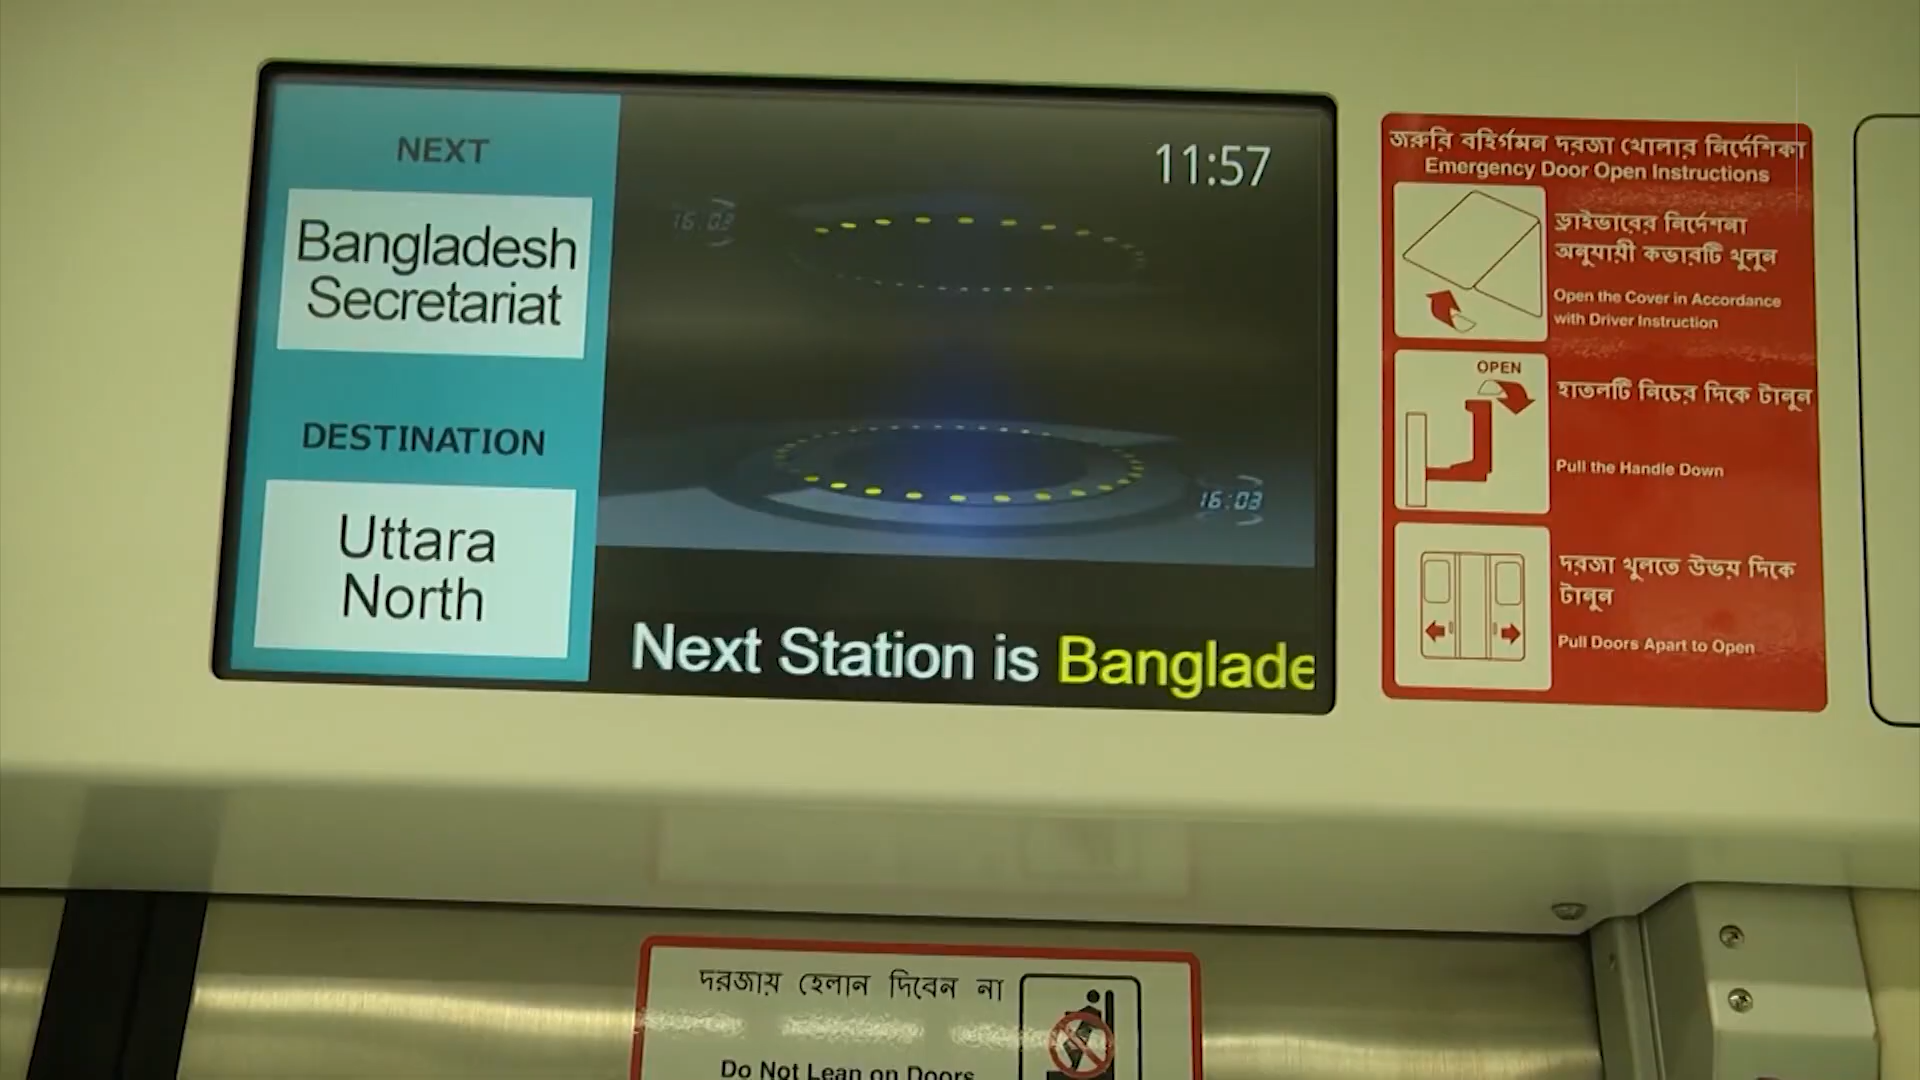 NEXT
Bangladesh
Secretariat
DESTINATION
Uttara
North
11:57
16:03
16:03
Next Station is Banglade
জরুরি বহির্গমন দরজা খোলার নির্দেশিকা
Emergency Door Open Instructions
ড্রাইভারের নির্দেশনা
অনুযায়ী কভারটি খুলুন
Open the Cover in Accordance
with Driver Instruction
OPEN
হাতলটি নিচের দিকে টানুন
Pull the Handle Down
দরজা খুলতে উভয় দিকে
টানুন
Pull Doors Apart to Open
দরজায় হেলান দিবেন না
Do Not Lean on Doors